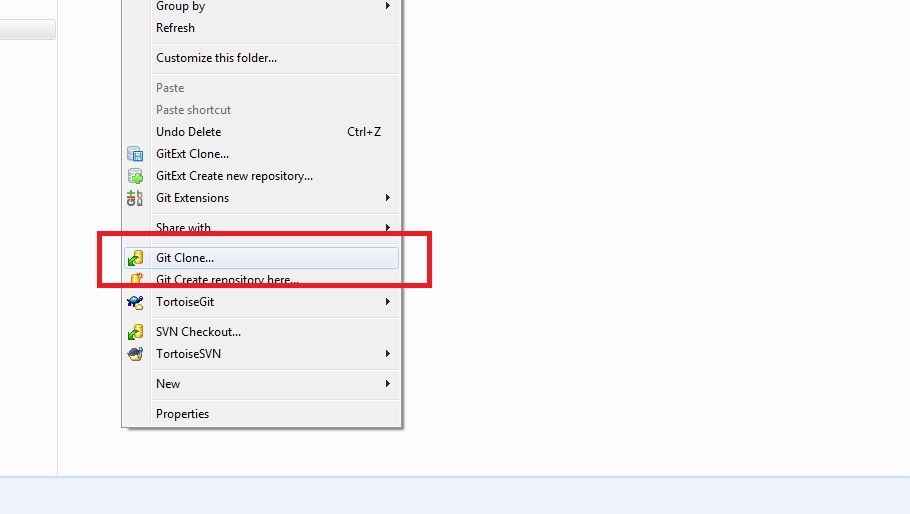 Group by
Refresh
Customize this folder...
Paste
Paste shortcut
Undo Delete Ctrl+Z
GitExt Clone...
GitExt Create new repository...
Git Extensions
Share with
Git Clone...
Git Create repository here...
TortoiseGit
SVN Checkout...
TortoiseSVN
New
Properties